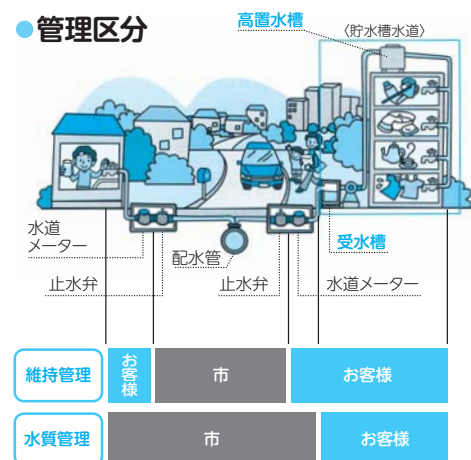 ●管理区分
高置水槽
〈貯水槽水道〉
水道
メーター
配水管
受水槽
止水弁
止水弁
水道メーター
維持管理
お客様
市
お客様
水質管理
市
お客様